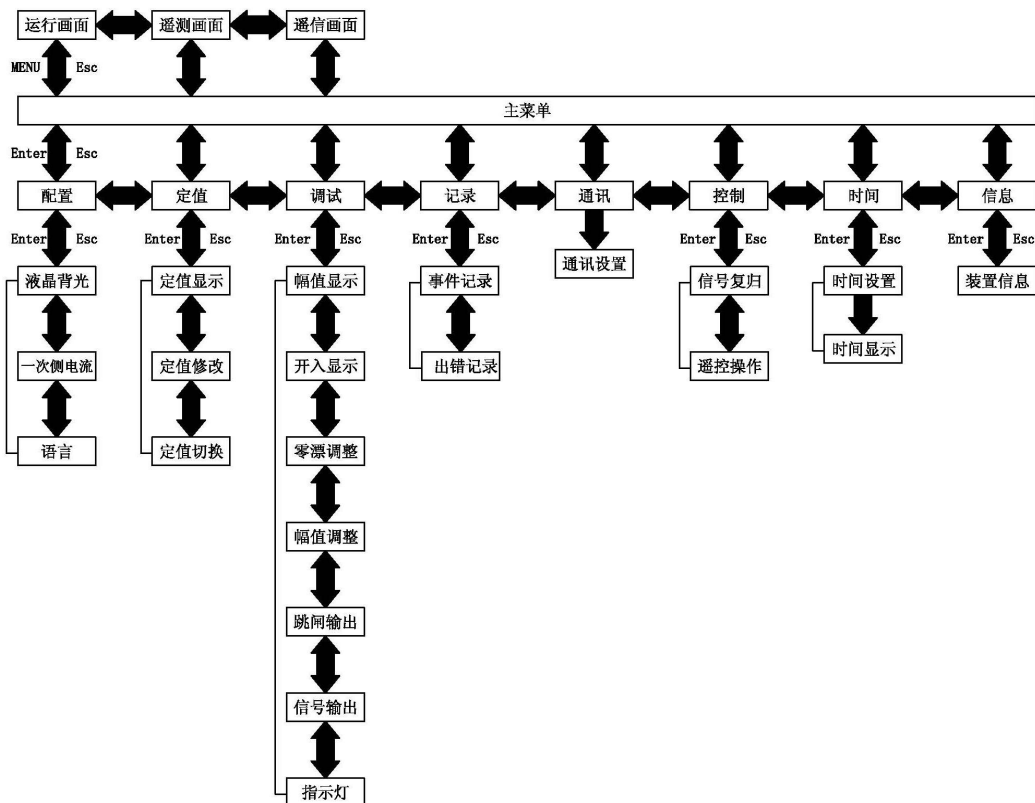 运行画面 遥测画面 遥信画面
MENU Esc
主菜单
Enter Esc
配置 定值 调试 记录 通讯 控制 时间 信息
Enter Esc Enter Esc Enter Esc Enter Esc Enter Esc Enter Esc Enter Esc
通讯设置
液晶背光 定值显示 幅值显示 事件记录 信号复归 时间设置 装置信息
时间显示
一次侧电流 定值修改 开入显示 出错记录 遥控操作
语言 定值切换 零漂调整
幅值调整
跳闸输出
信号输出
指示灯